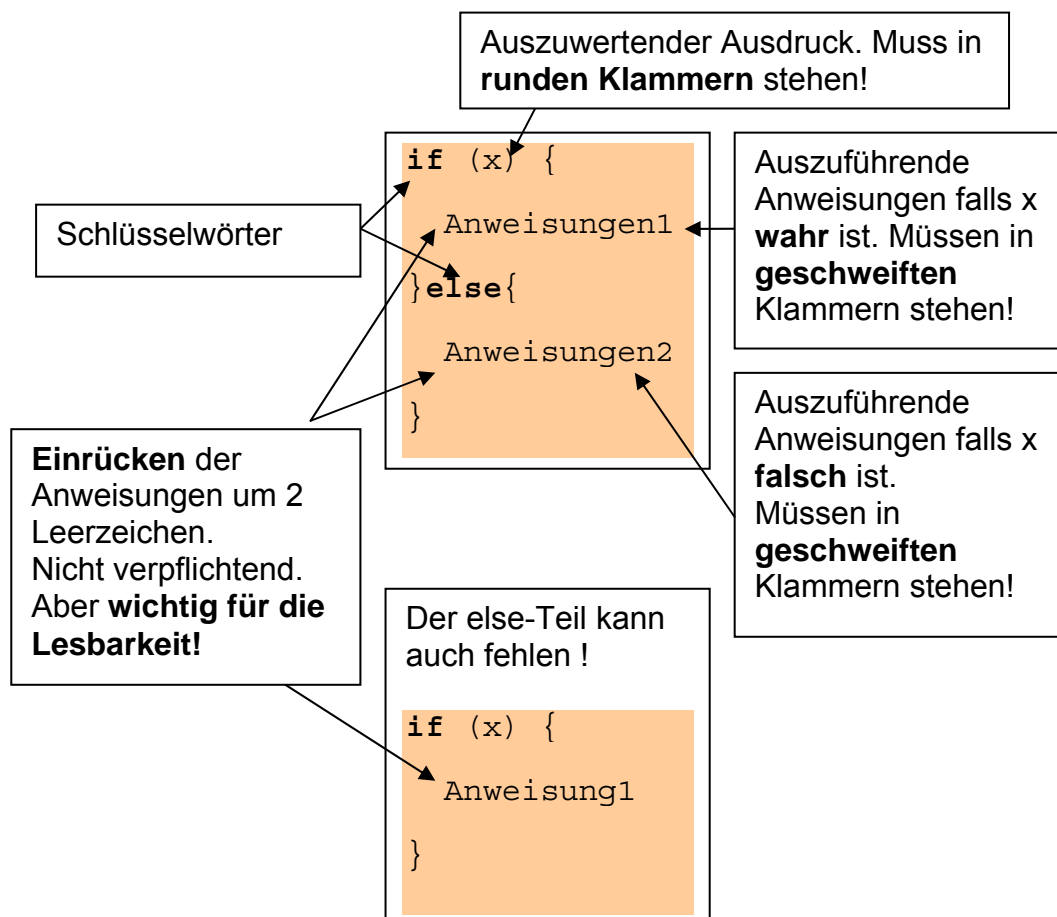 Auszuwertender Ausdruck. Muss in
runden Klammern stehen!
if (x) {
Anweisungen1
}else{
Anweisungen2
}
Schlüsselwörter
Auszuführende
Anweisungen falls x
wahr ist. Müssen in
geschweiften
Klammern stehen!
Auszuführende
Anweisungen falls x
falsch ist.
Müssen in
geschweiften
Klammern stehen!
Einrücken der
Anweisungen um 2
Leerzeichen.
Nicht verpflichtend.
Aber wichtig für die
Lesbarkeit!
Der else-Teil kann
auch fehlen !
if (x) {
Anweisung1
}